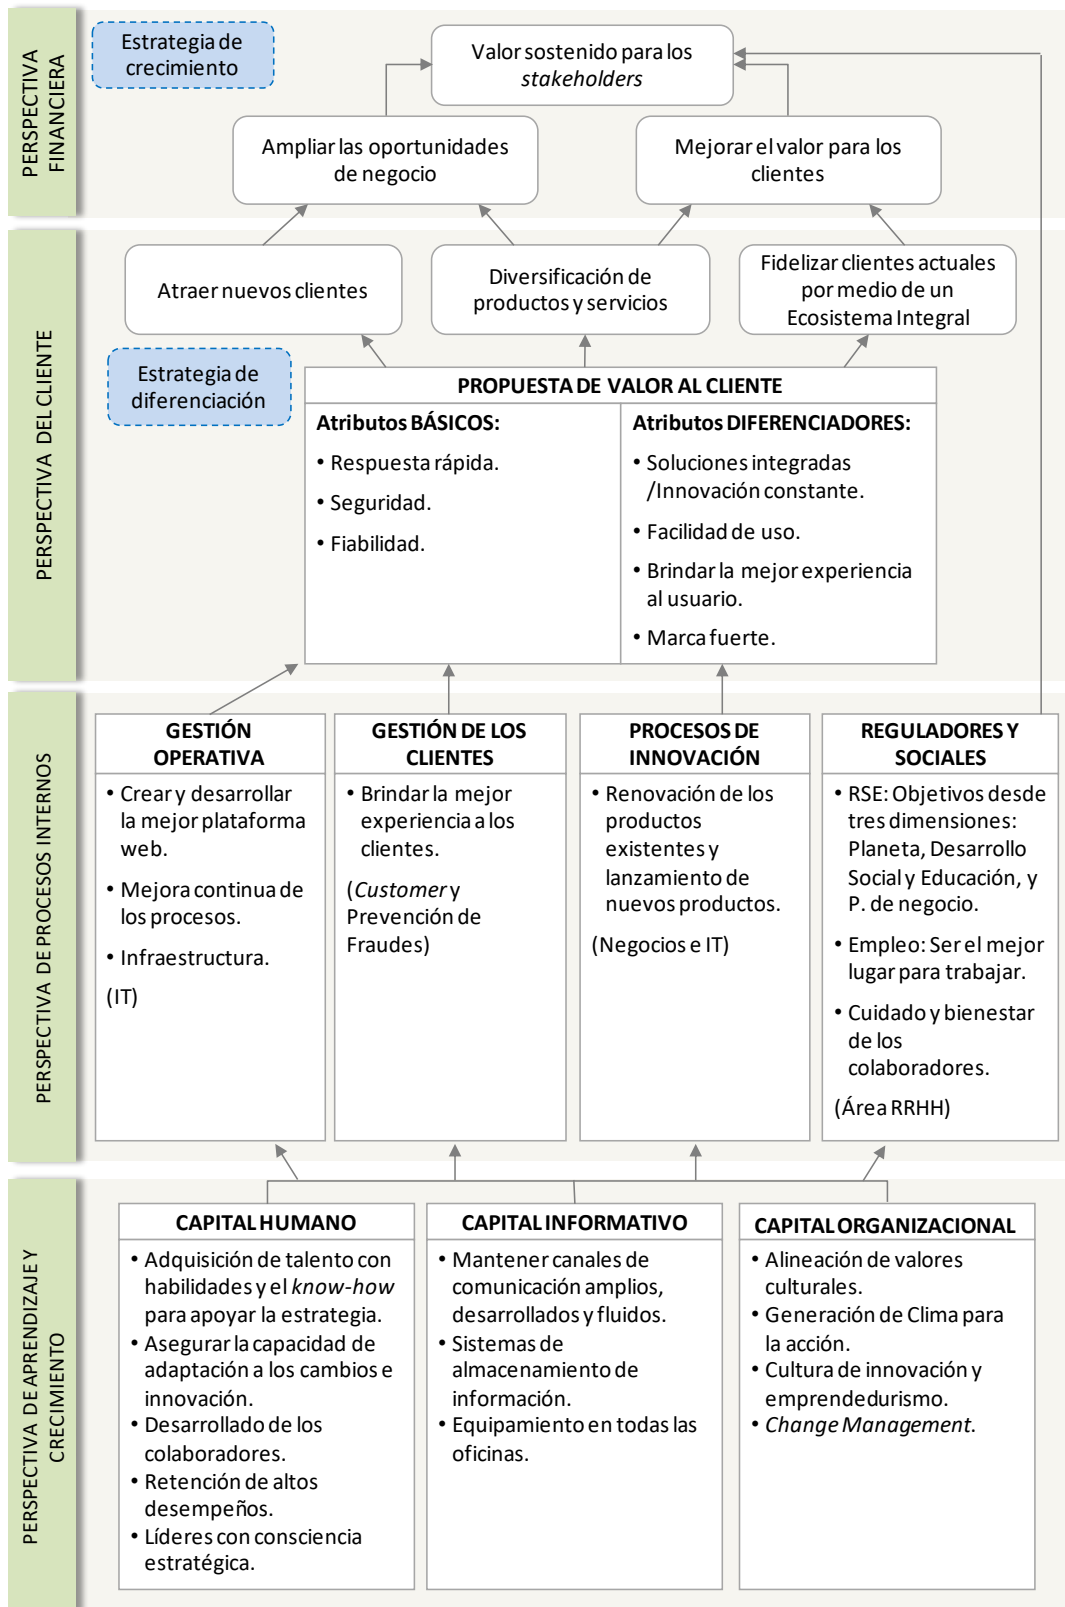 PERSPECTIVA
FINANCIERA
Estrategia de
crecimiento
Valor sostenido para los
stakeholders
Ampliar las oportunidades
de negocio
Mejorar el valor para los
clientes
PERSPECTIVA DEL CLIENTE
Atraer nuevos clientes
Diversificación de
productos y servicios
Fidelizar clientes actuales
por medio de un
Ecosistema Integral
Estrategia de
diferenciación
PROPUESTA DE VALOR AL CLIENTE
Atributos BÁSICOS:
• Respuesta rápida.
• Seguridad.
• Fiabilidad.
Atributos DIFERENCIADORES:
• Soluciones integradas
/Innovación constante.
• Facilidad de uso.
• Brindar la mejor experiencia
al usuario.
• Marca fuerte.
PERSPECTIVA DE PROCESOS INTERNOS
GESTIÓN
OPERATIVA
• Crear y desarrollar
la mejor plataforma
web.
• Mejora continua de
los procesos.
• Infraestructura.
(IT)
GESTIÓN DE LOS
CLIENTES
• Brindar la mejor
experiencia a los
clientes.
(Customer y
Prevención de
Fraudes)
PROCESOS DE
INNOVACIÓN
• Renovación de los
productos
existentes y
lanzamiento de
nuevos productos.
(Negocios e IT)
REGULADORES Y
SOCIALES
• RSE: Objetivos desde
tres dimensiones:
Planeta, Desarrollo
Social y Educación, y
P. de negocio.
• Empleo: Ser el mejor
lugar para trabajar.
• Cuidado y bienestar
de los
colaboradores.
(Área RRHH)
PERSPECTIVA DE APRENDIZAJE Y
CRECIMIENTO
CAPITAL HUMANO
• Adquisición de talento con
habilidades y el know-how
para apoyar la estrategia.
• Asegurar la capacidad de
adaptación a los cambios e
innovación.
• Desarrollado de los
colaboradores.
• Retención de altos
desempeños.
• Líderes con consciencia
estratégica.
CAPITAL INFORMATIVO
• Mantener canales de
comunicación amplios,
desarrollados y fluidos.
• Sistemas de
almacenamiento de
información.
• Equipamiento en todas las
oficinas.
CAPITAL ORGANIZACIONAL
• Alineación de valores
culturales.
• Generación de Clima para
la acción.
• Cultura de innovación y
emprendedurismo.
• Change Management.